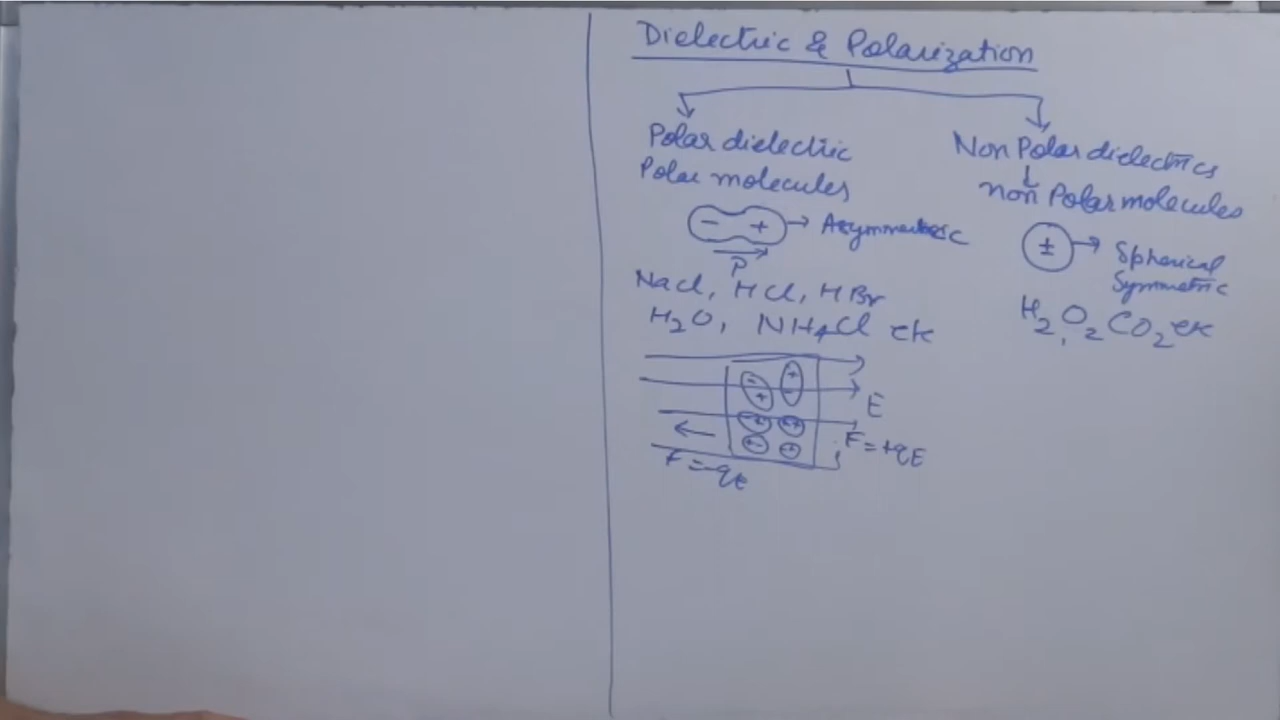 Dielectric & Polarization
Polar dielectric
Polar molecules
- + → Asymmetric
P
NaCl, HCl, HBr
H2O, NH4Cl etc
Non Polar dielectrics
↓
non Polar molecules
± → Spherical
Symmetric
H2, O2 CO2 etc
E
F = +qE
F = -qE